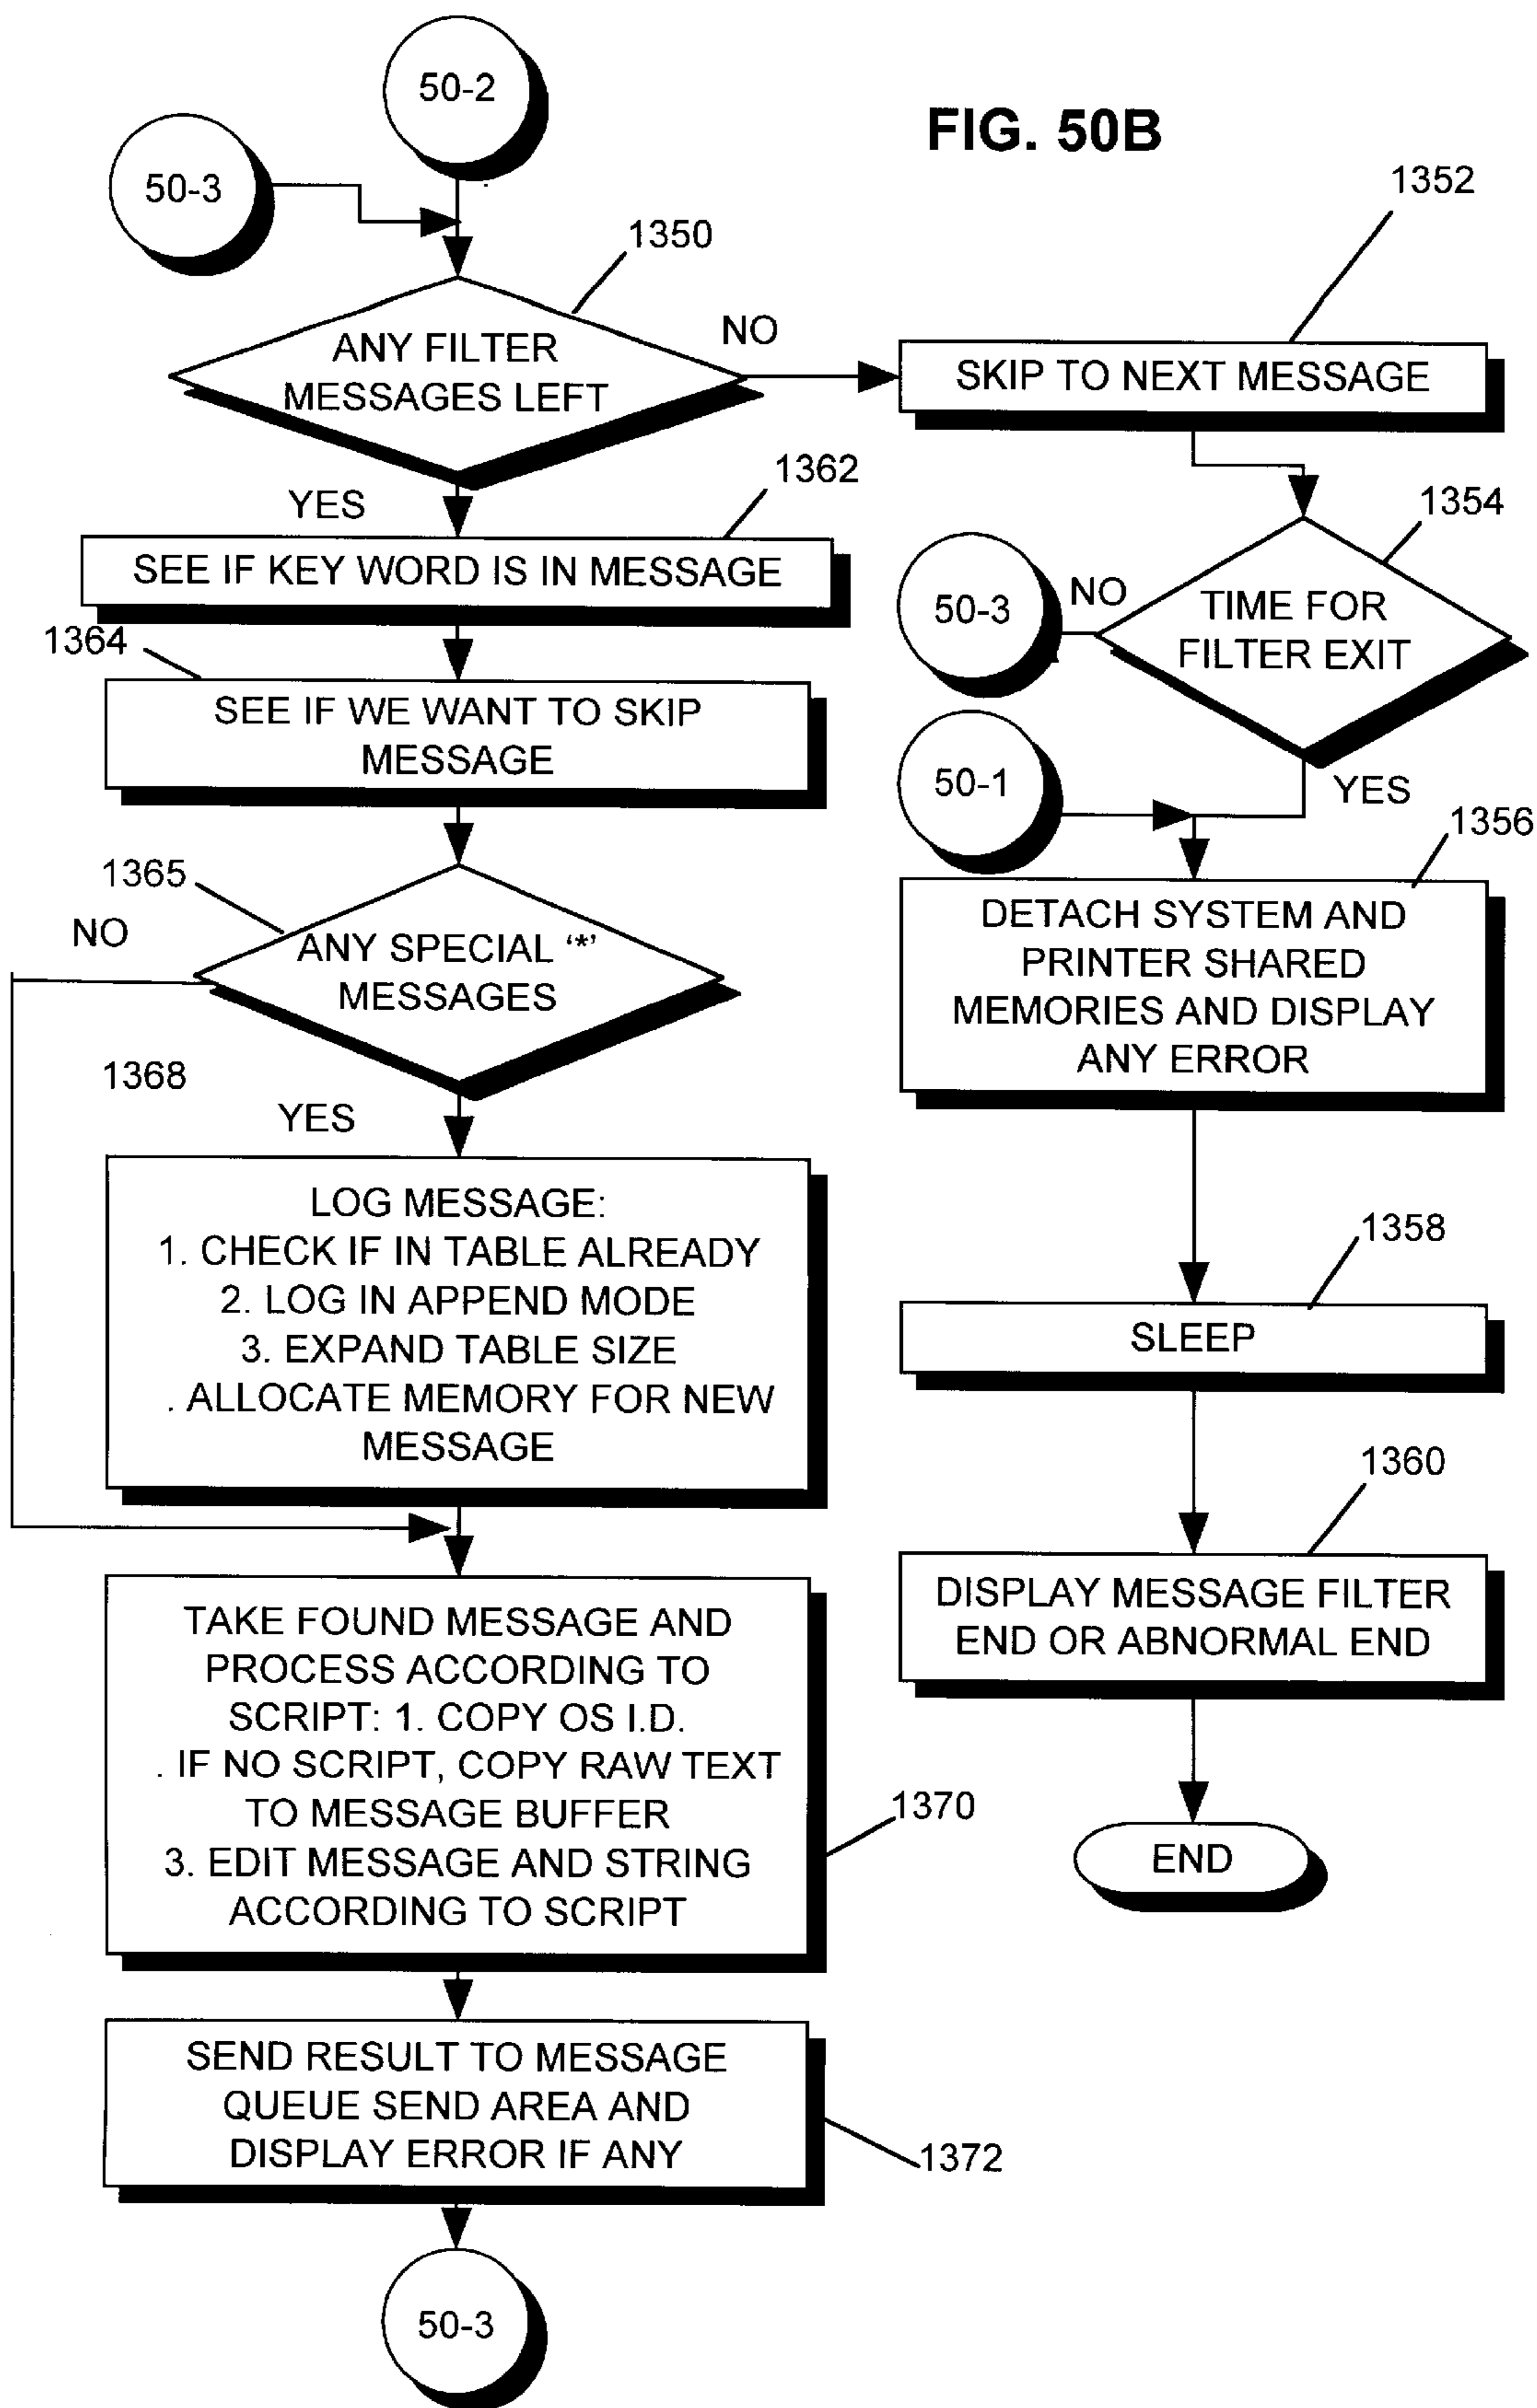 50-2
FIG. 50B
50-3
1352
1350
ANY FILTER
MESSAGES LEFT
NO
SKIP TO NEXT MESSAGE
YES
1362
SEE IF KEY WORD IS IN MESSAGE
1354
50-3
NO
TIME FOR
FILTER EXIT
YES
1364
SEE IF WE WANT TO SKIP
MESSAGE
50-1
1356
DETACH SYSTEM AND
PRINTER SHARED
MEMORIES AND DISPLAY
ANY ERROR
1365
NO
ANY SPECIAL ‘*’
MESSAGES
1368
YES
LOG MESSAGE:
1. CHECK IF IN TABLE ALREADY
2. LOG IN APPEND MODE
3. EXPAND TABLE SIZE
. ALLOCATE MEMORY FOR NEW
MESSAGE
1358
SLEEP
1360
DISPLAY MESSAGE FILTER
END OR ABNORMAL END
END
TAKE FOUND MESSAGE AND
PROCESS ACCORDING TO
SCRIPT: 1. COPY OS I.D.
. IF NO SCRIPT, COPY RAW TEXT
TO MESSAGE BUFFER
3. EDIT MESSAGE AND STRING
ACCORDING TO SCRIPT
1370
SEND RESULT TO MESSAGE
QUEUE SEND AREA AND
DISPLAY ERROR IF ANY
1372
50-3